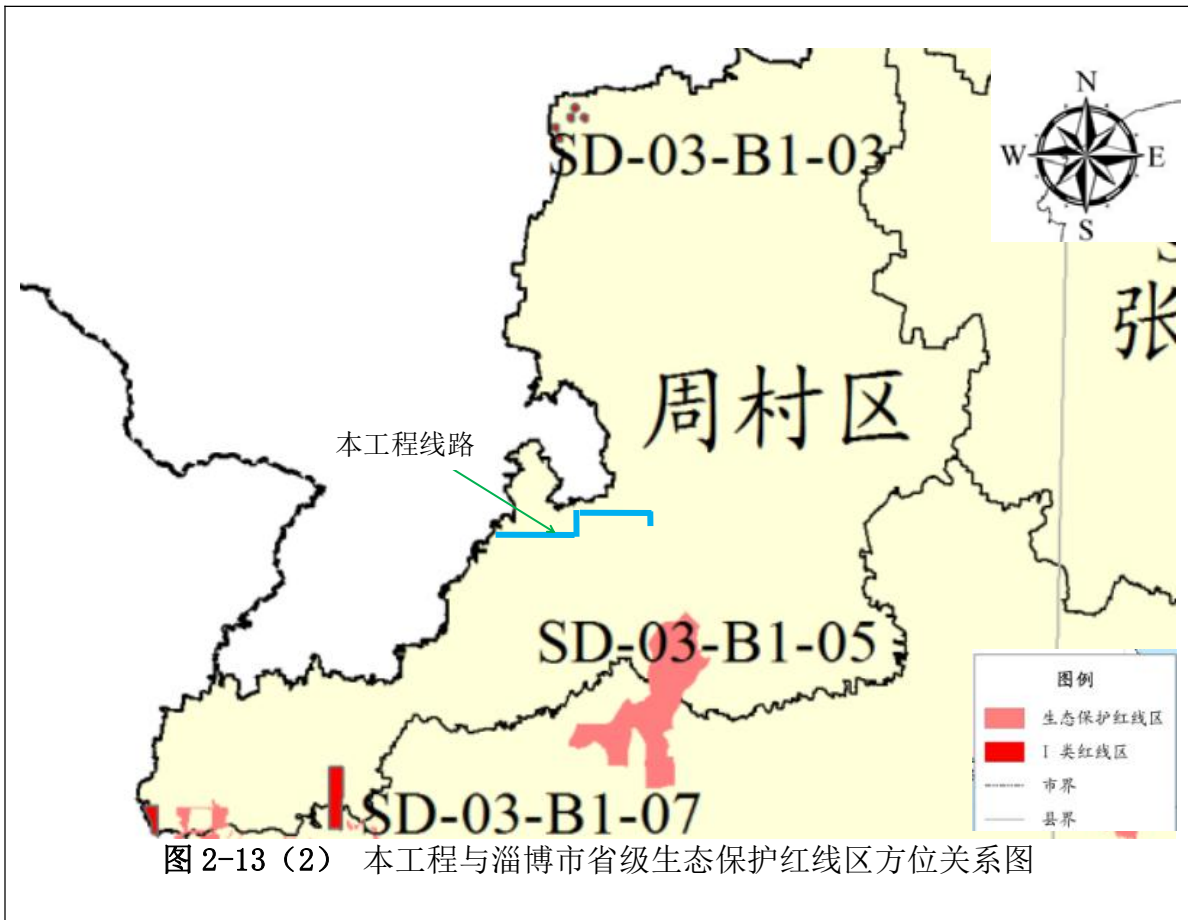 N
SD-03-B1-03
W
E
S
张
周村区
本工程线路
SD-03-B1-05
图例
生态保护红线区
I 类红线区
市界
县界
SD-03-B1-07
图 2-13（2） 本工程与淄博市省级生态保护红线区方位关系图